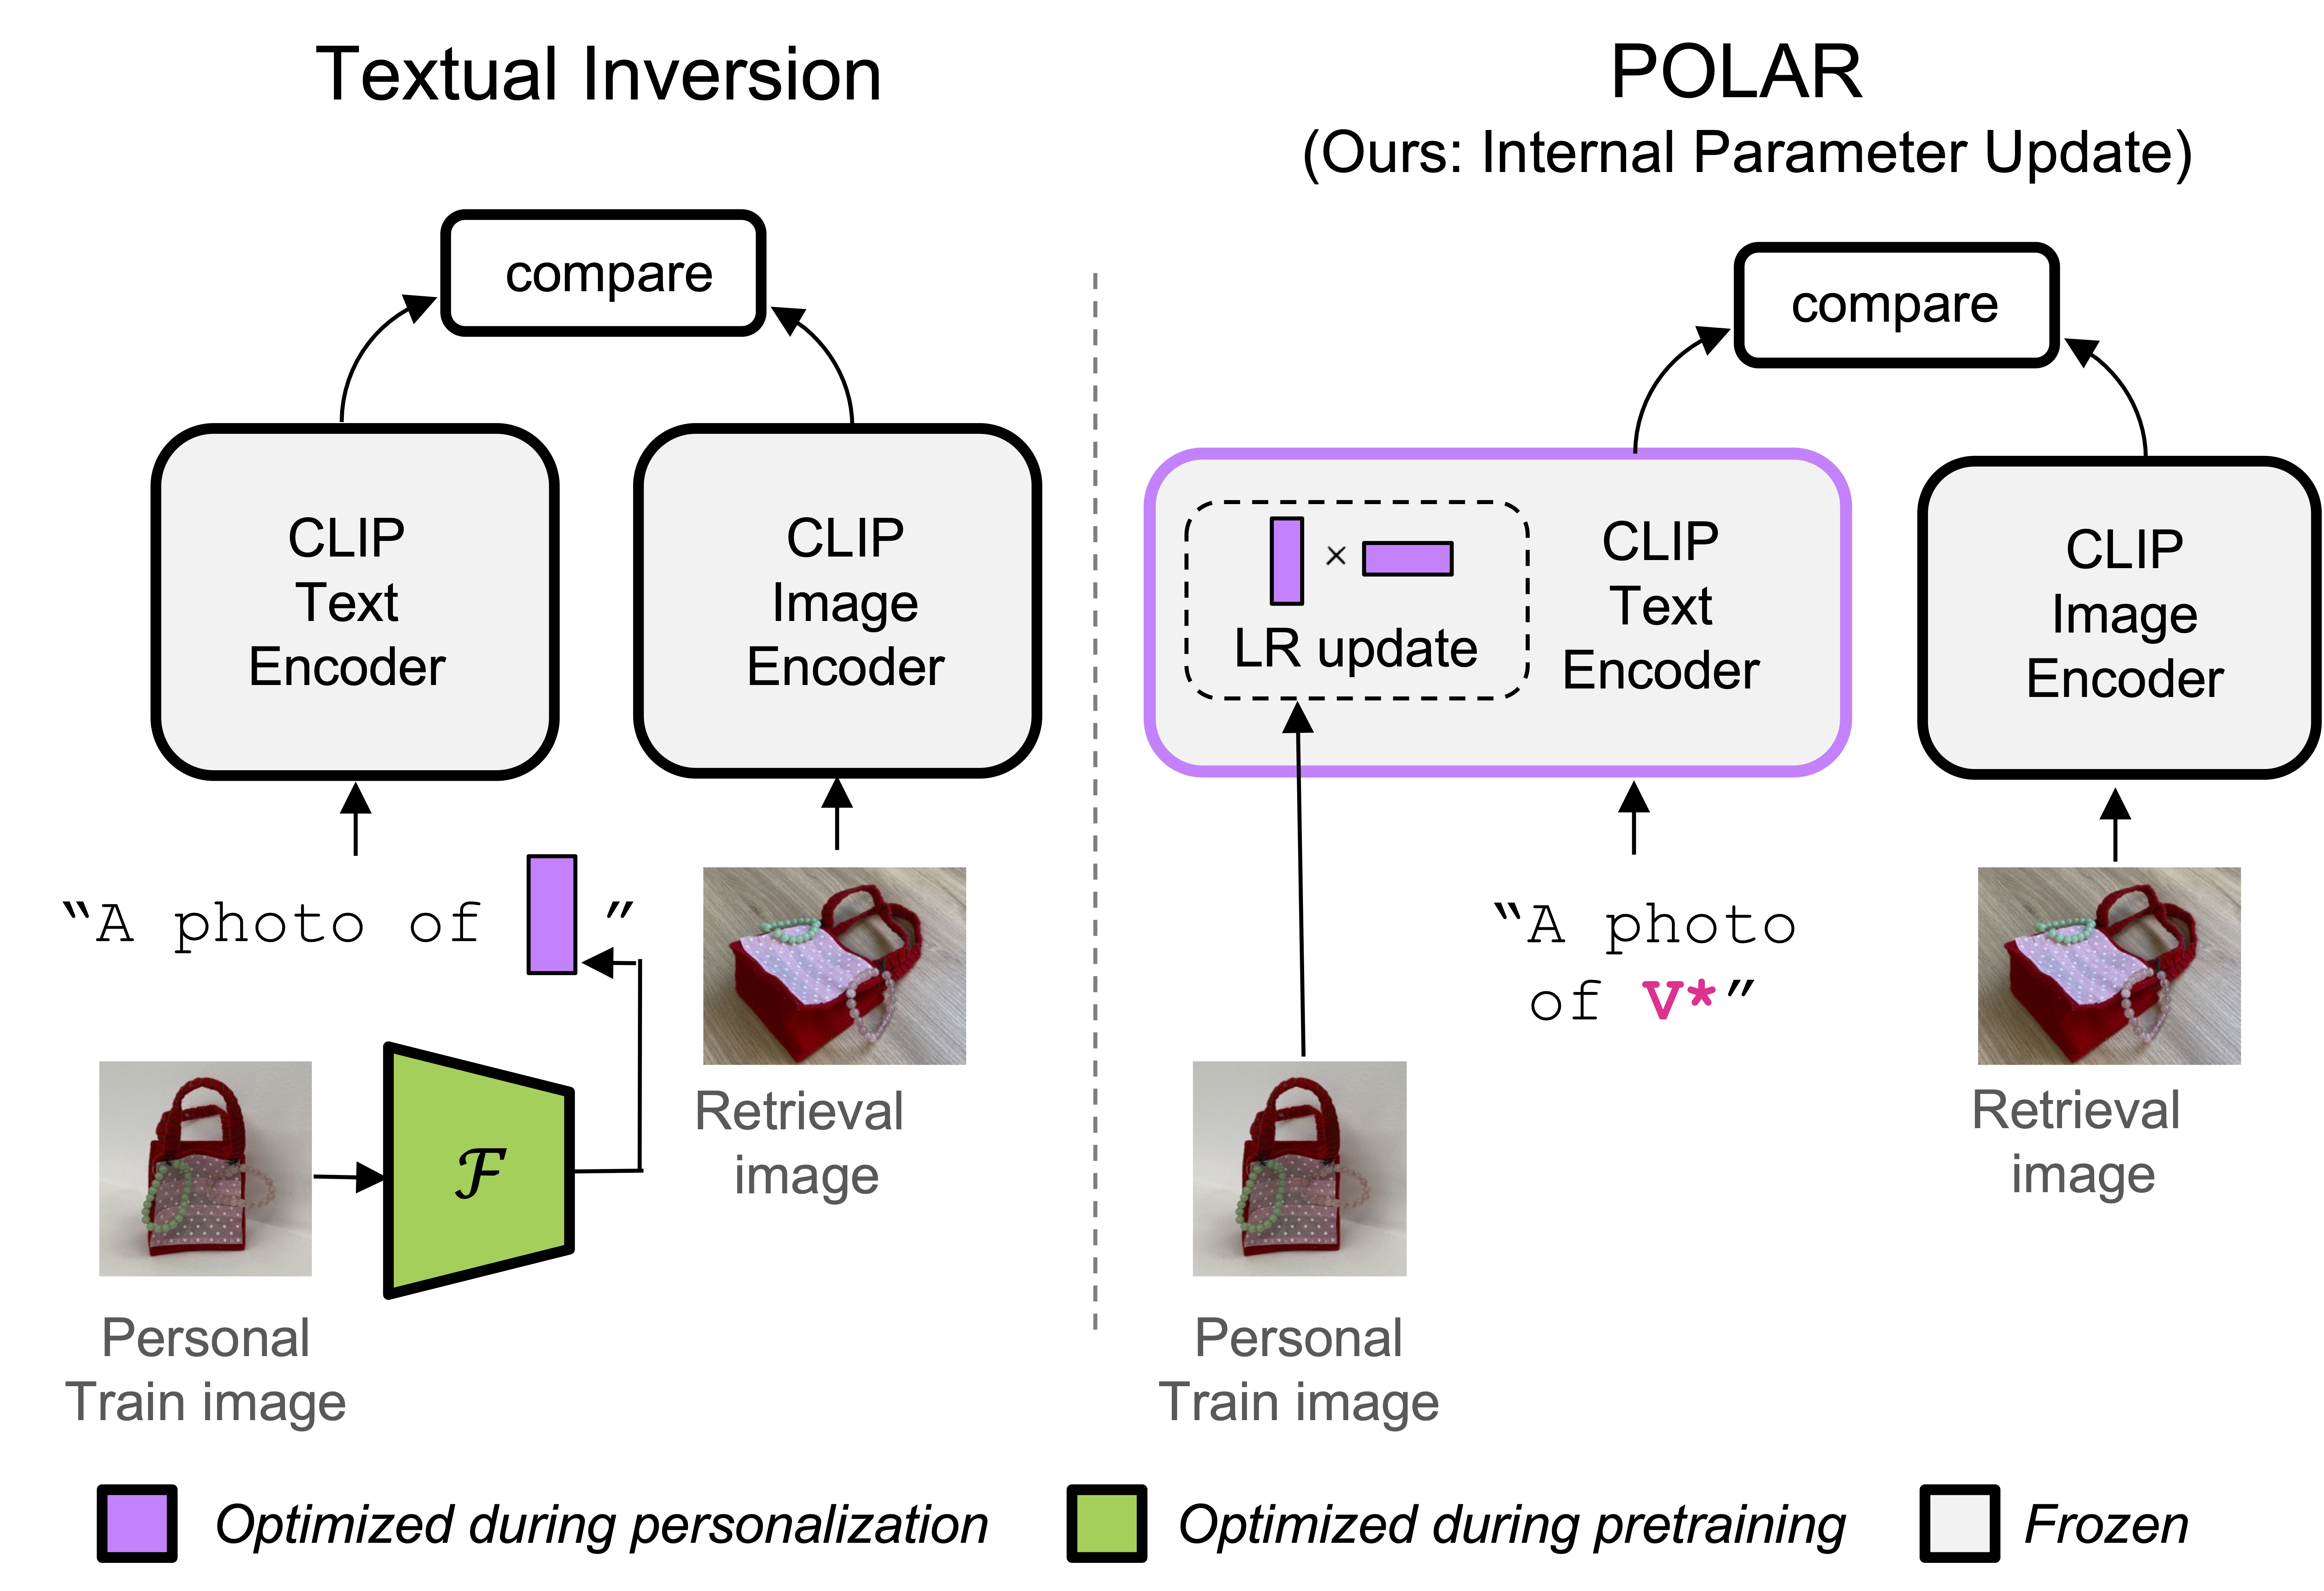 Textual Inversion
compare
CLIP
Text
Encoder
CLIP
Image
Encoder
“A photo of ”
Retrieval
image
ℱ
Personal
Train image
POLAR
(Ours: Internal Parameter Update)
compare
×
LR update
CLIP
Text
Encoder
CLIP
Image
Encoder
“A photo
of V*”
Retrieval
image
Personal
Train image
Optimized during personalization
Optimized during pretraining
Frozen